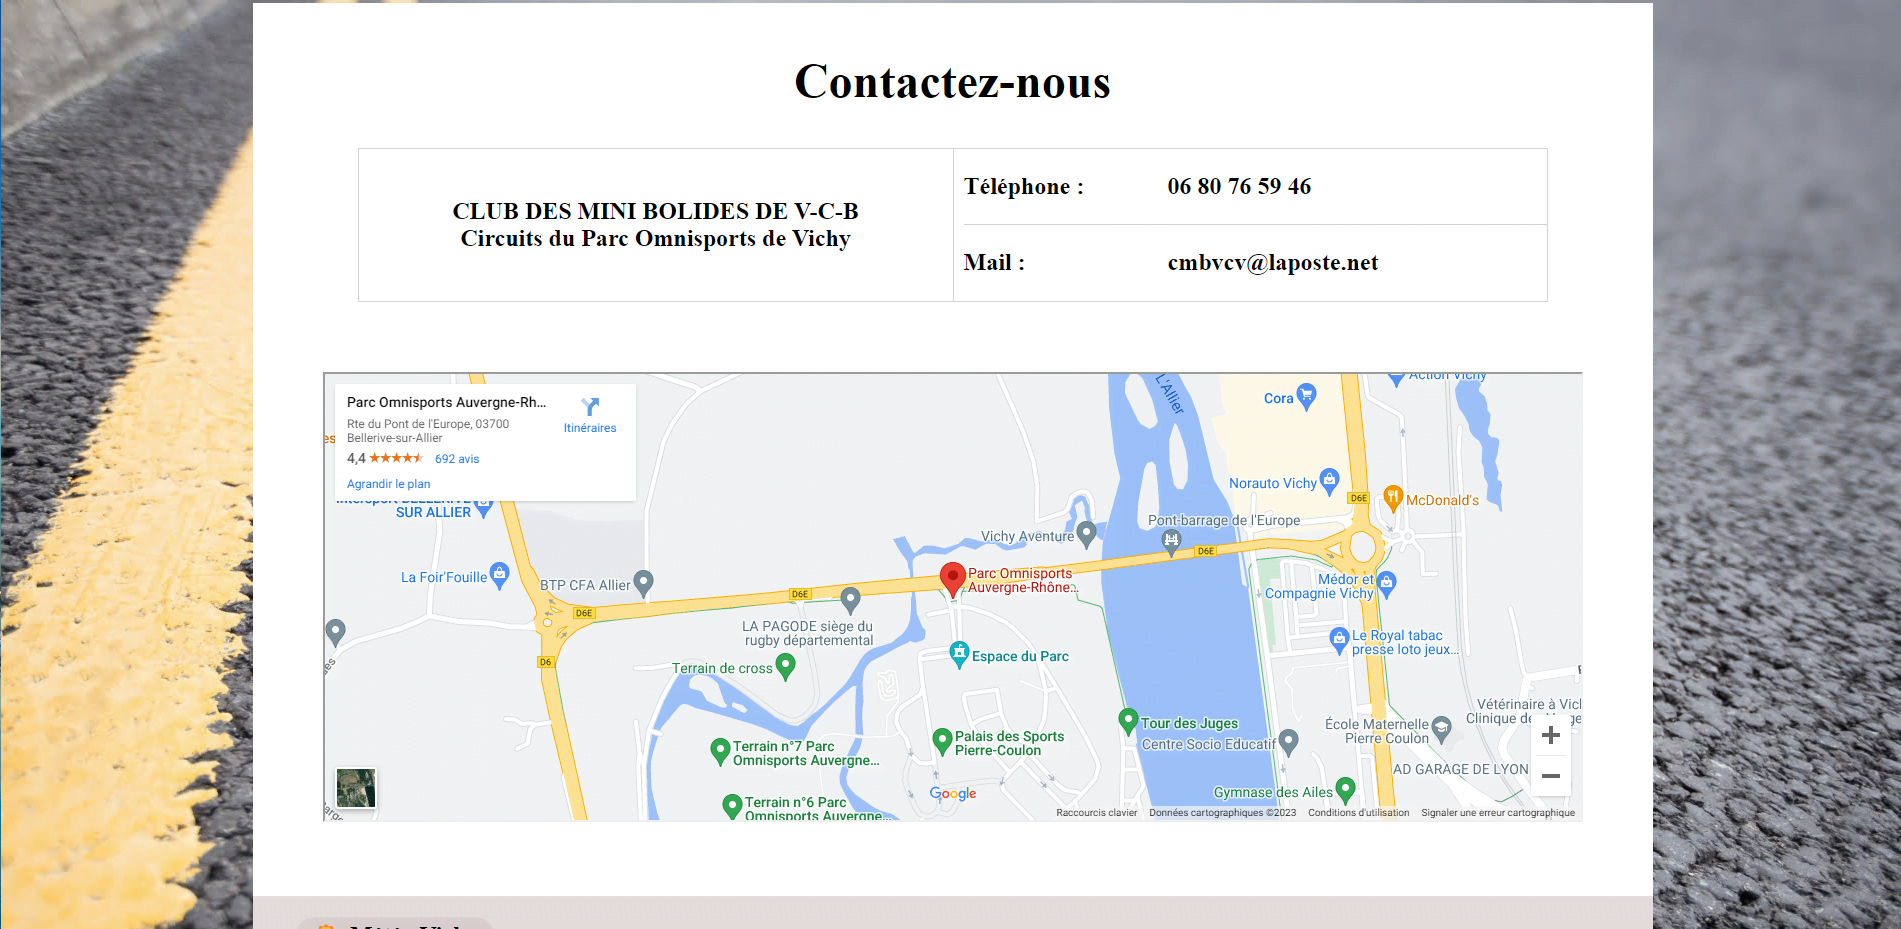 Contactez-nous
CLUB DES MINI BOLIDES DE V-C-B
Circuits du Parc Omnisports de Vichy
Téléphone :
06 80 76 59 46
Mail :
cmbvcv@laposte.net
Parc Omnisports Auvergne-Rh...
Rte du Pont de l'Europe, 03700
Bellerive-sur-Allier
4,4
692 avis
Agrandir le plan
Itinéraires
SUR ALLIER
L'Allier
Cora
Action Vichy
Norauto Vichy
D6E
McDonald's
Pont-barrage de l'Europe
Vichy Aventure
D6E
La Foir'Fouille
BTP CFA Allier
D6E
D6E
Parc Omnisports
Auvergne-Rhône...
Médor et
Compagnie Vichy
LA PAGODE siège du
rugby départemental
Le Royal tabac
presse loto jeux...
D6
Terrain de cross
Espace du Parc
Tour des Juges
Vétérinaire à
Clinique
École Maternelle
Pierre Coulon
Palais des Sports
Pierre-Coulon
Centre Socio Educatif
Terrain n°7 Parc
Omnisports Auvergne...
AD GARAGE DE LYON
Gymnase des Ailes
Terrain n°6 Parc
Omnisports Auvergne...
Google
+
−
Raccourcis clavier
Données cartographiques ©2023
Conditions d'utilisation
Signaler une erreur cartographique